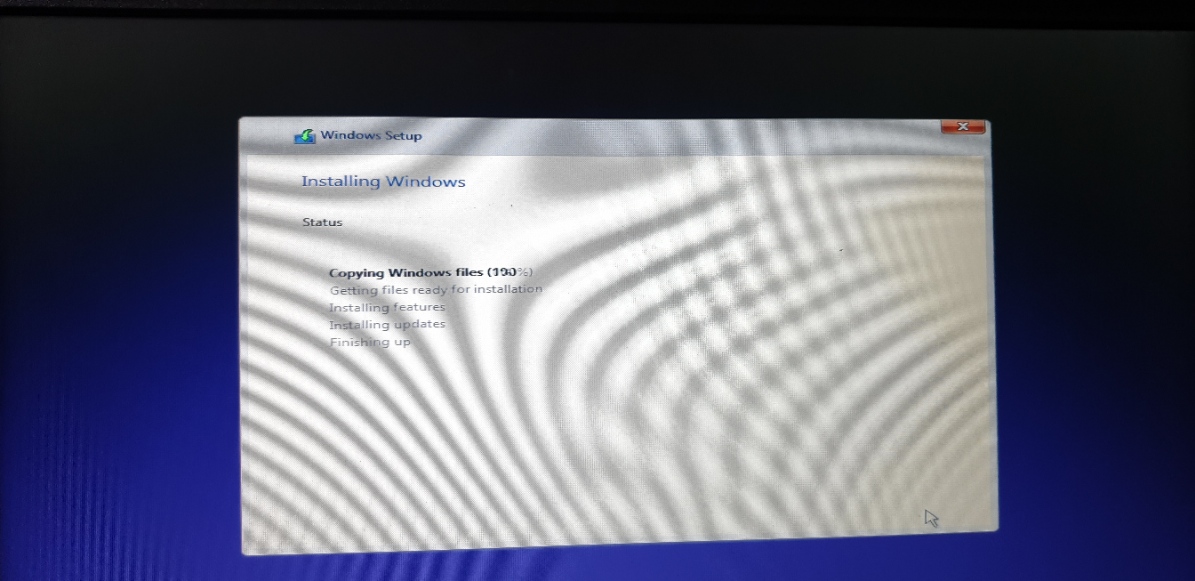 Windows Setup
Installing Windows
Status
Copying Windows files (100%)
Getting files ready for installation
Installing features
Installing updates
Finishing up